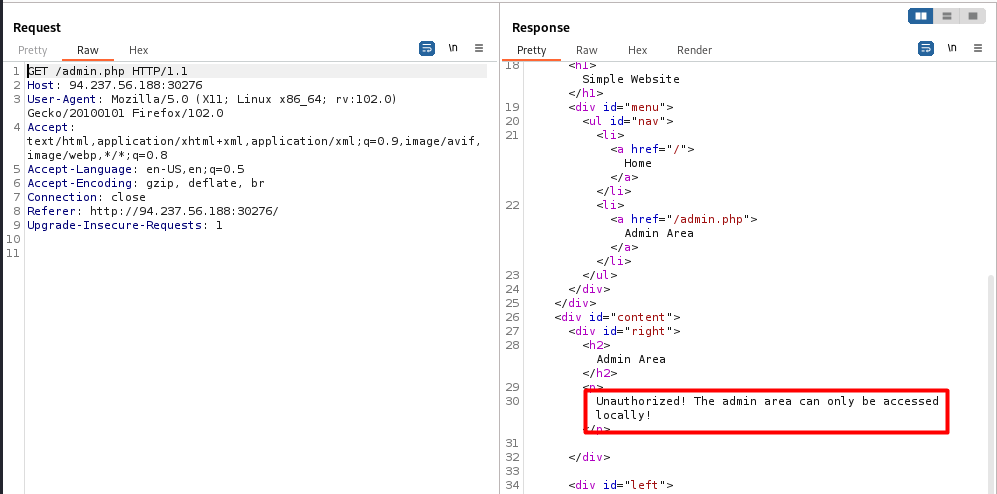 Request
Pretty Raw Hex
\n
1 GET /admin.php HTTP/1.1
2 Host: 94.237.56.188:30276
3 User-Agent: Mozilla/5.0 (X11; Linux x86_64; rv:102.0)
Gecko/20100101 Firefox/102.0
4 Accept:
text/html,application/xhtml+xml,application/xml;q=0.9,image/avif,
image/webp,*/*;q=0.8
5 Accept-Language: en-US,en;q=0.5
6 Accept-Encoding: gzip, deflate, br
7 Connection: close
8 Referer: http://94.237.56.188:30276/
9 Upgrade-Insecure-Requests: 1
10
11
Response
Pretty Raw Hex Render
\n
18 <h1>
Simple Website
</h1>
19 <div id="menu">
20 <ul id="nav">
21 <li>
<a href="/">
Home
</a>
</li>
22 <li>
<a href="/admin.php">
Admin Area
</a>
</li>
23 </ul>
24 </div>
25 </div>
26 <div id="content">
27 <div id="right">
28 <h2>
Admin Area
</h2>
29 <p>
30 Unauthorized! The admin area can only be accessed
locally!
</p>
31
32 </div>
33
34 <div id="left">